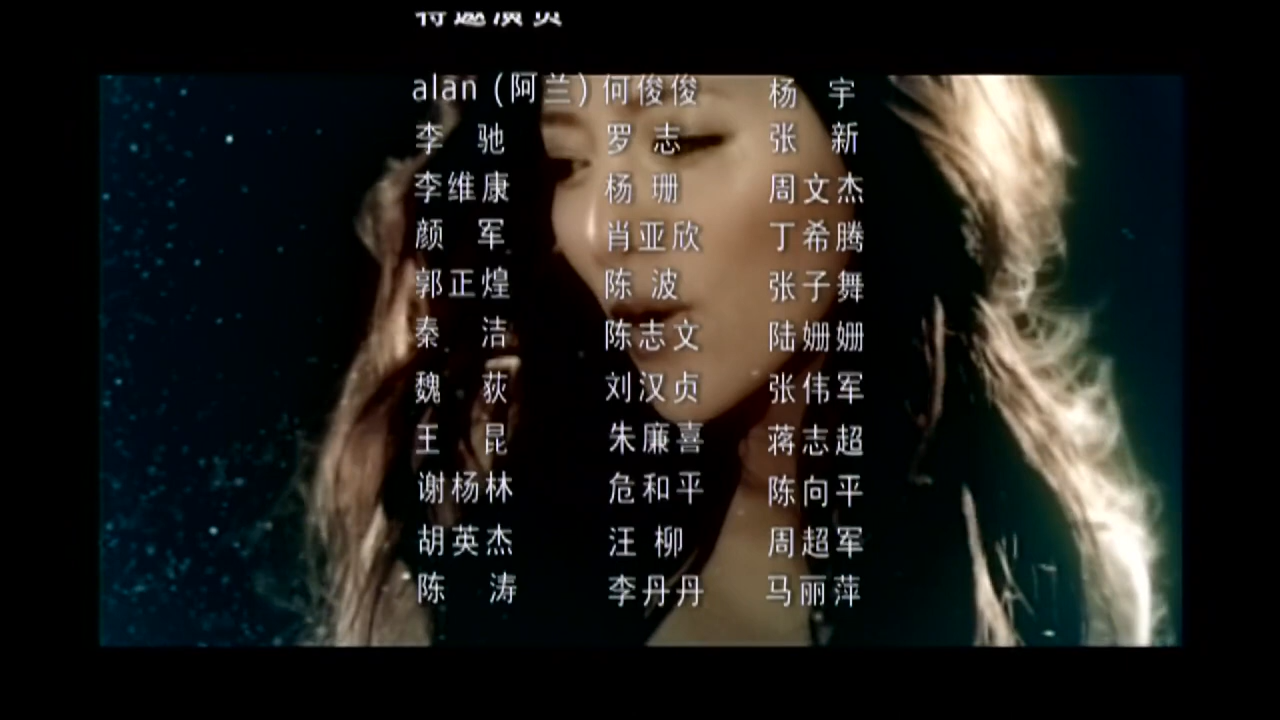 特邀演员
alan（阿兰）何俊俊 杨宇
李驰 罗志 张新
李维康 杨珊 周文杰
颜军 肖亚欣 丁希腾
郭正煌 陈波 张子舞
秦洁 陈志文 陆姗姗
魏荻 刘汉贞 张伟军
王昆 朱廉喜 蒋志超
谢杨林 危和平 陈向平
胡英杰 汪柳 周超军
陈涛 李丹丹 马丽萍